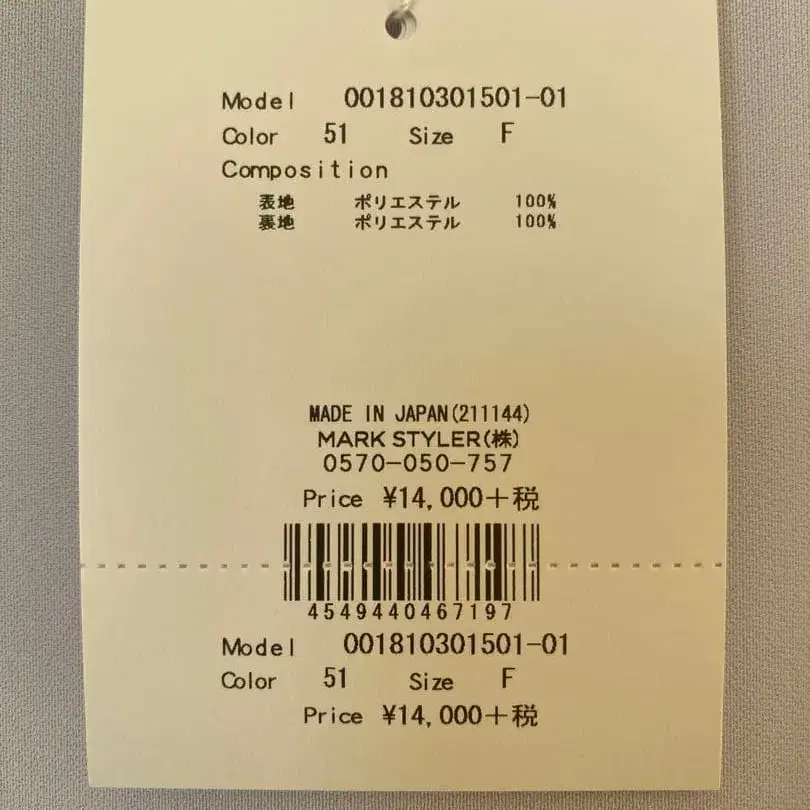 Model 001810301501-01
Color 51 Size F
Composition
表地 ポリエステル 100%
裏地 ポリエステル 100%
MADE IN JAPAN(211144)
MARK STYLER(株)
0570-050-757
Price ¥14,000+税
4549440467197
Model 001810301501-01
Color 51 Size F
Price ¥14,000+税